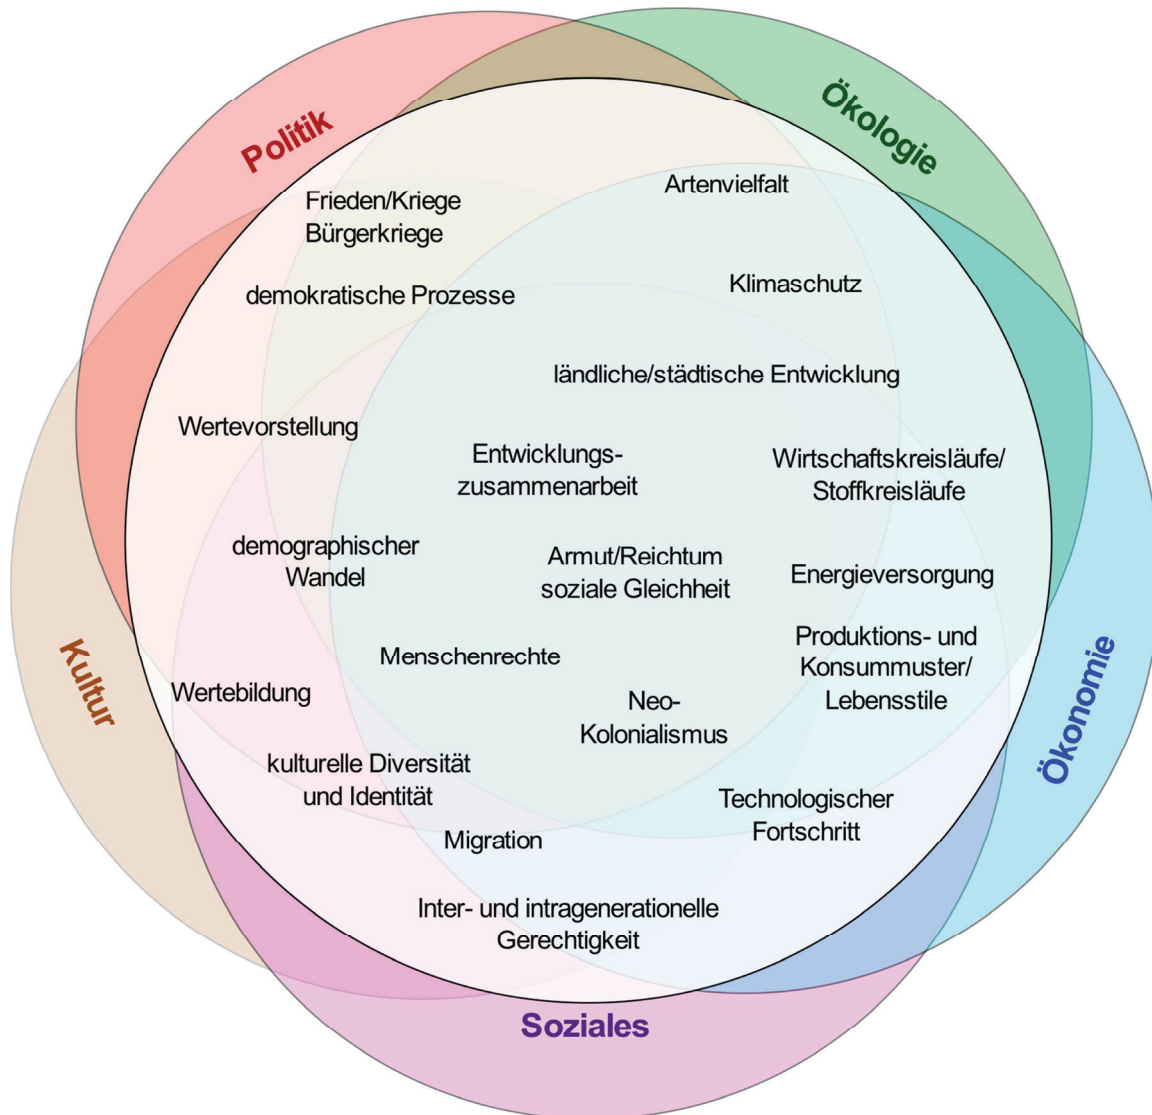 Politik
Ökologie
Frieden/Kriege
Bürgerkriege
Artenvielfalt
demokratische Prozesse
Klimaschutz
ländliche/städtische Entwicklung
Wertevorstellung
Entwicklungs-
zusammenarbeit
Wirtschaftskreisläufe/
Stoffkreisläufe
demographischer
Wandel
Armut/Reichtum
soziale Gleichheit
Energieversorgung
Menschenrechte
Produktions- und
Konsummuster/
Lebensstile
Kultur
Wertebildung
Neo-
Kolonialismus
Ökonomie
kulturelle Diversität
und Identität
Technologischer
Fortschritt
Migration
Inter- und intragenerationelle
Gerechtigkeit
Soziales